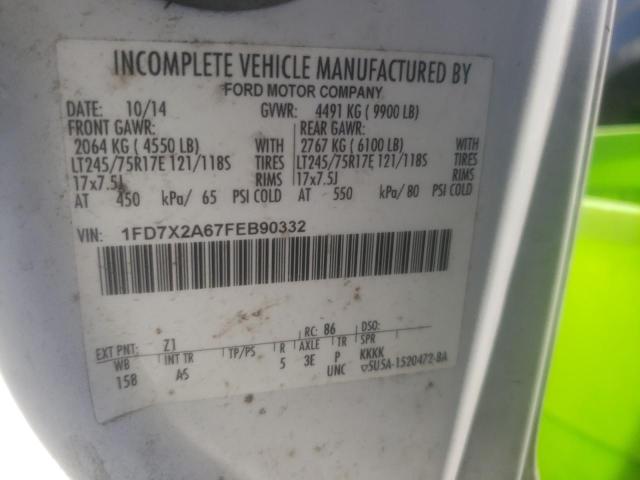 INCOMPLETE VEHICLE MANUFACTURED BY
FORD MOTOR COMPANY
DATE: 10/14 GVWR: 4491 KG ( 9900 LB)
FRONT GAWR: REAR GAWR:
2064 KG ( 4550 LB) WITH 2767 KG ( 6100 LB) WITH
LT245/75R17E 121/118S TIRES LT245/75R17E 121/118S TIRES
17x7.5J RIMS 17x7.5J RIMS
AT 450 kPa/ 65 PSI COLD AT 550 kPa/ 80 PSI COLD
VIN: 1FD7X2A67FEB90332
EXT PNT: Z1 RC: 86 DSO:
WB INT TR TP/PS R AXLE TR SPR
158 AS 5 3E P KKKK
UNC 5U5A-1520472-BA